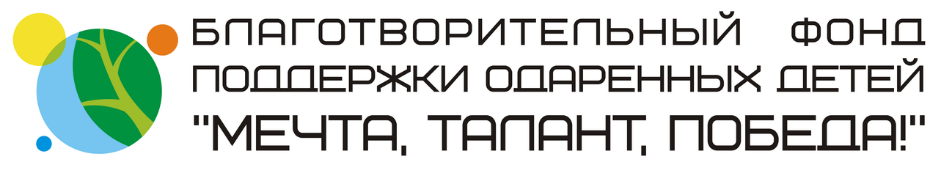 БЛАГОТВОРИТЕЛЬНЫЙ ФОНД
ПОДДЕРЖКИ ОДАРЕННЫХ ДЕТЕЙ
"МЕЧТА, ТАЛАНТ, ПОБЕДА!"